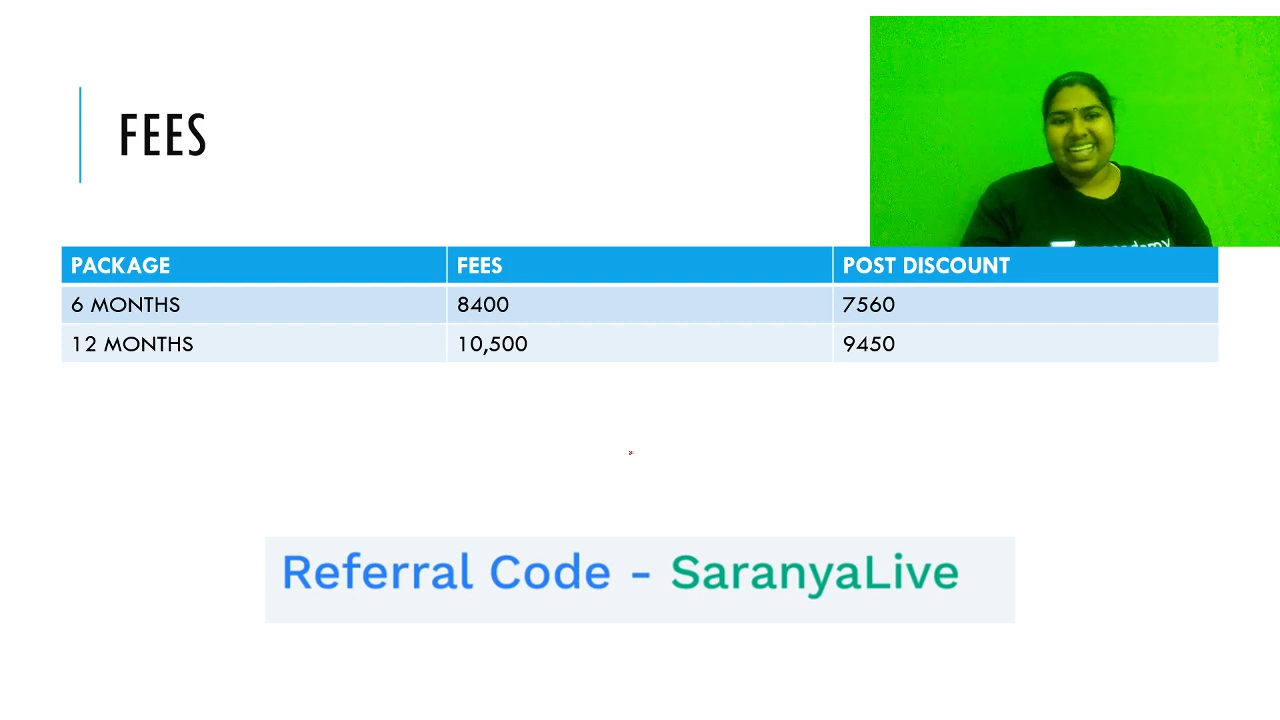 FEES
PACKAGE FEES POST DISCOUNT
6 MONTHS 8400 7560
12 MONTHS 10,500 9450
Referral Code - SaranyaLive